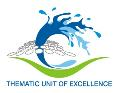 THEMATIC UNIT OF EXCELLENCE